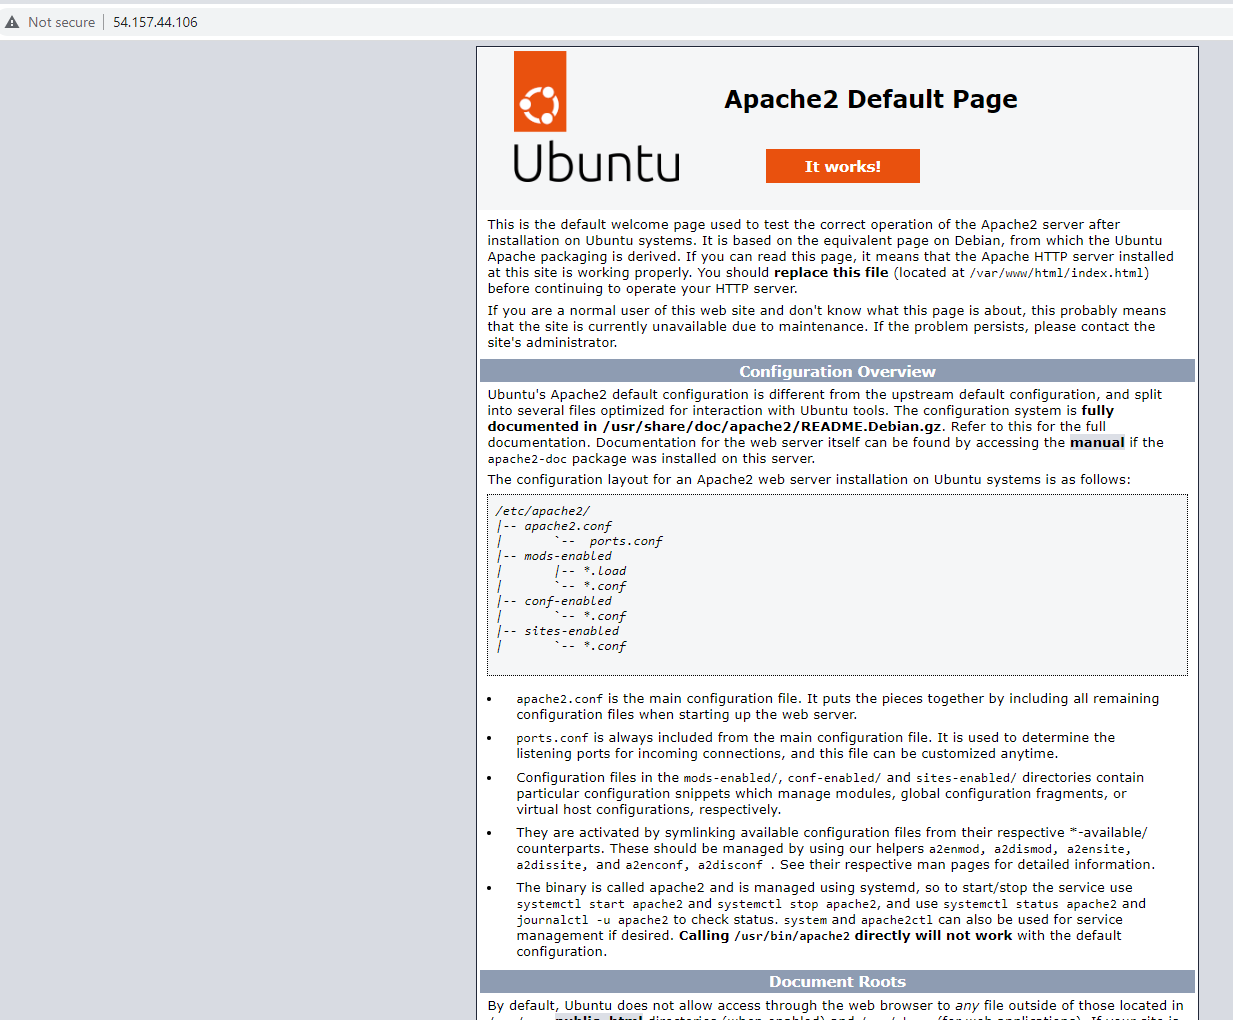 Not secure | 54.157.44.106
Ubuntu
Apache2 Default Page
It works!
This is the default welcome page used to test the correct operation of the Apache2 server after
installation on Ubuntu systems. It is based on the equivalent page on Debian, from which the Ubuntu
Apache packaging is derived. If you can read this page, it means that the Apache HTTP server installed
at this site is working properly. You should replace this file (located at /var/www/html/index.html)
before continuing to operate your HTTP server.
If you are a normal user of this web site and don't know what this page is about, this probably means
that the site is currently unavailable due to maintenance. If the problem persists, please contact the
site's administrator.
Configuration Overview
Ubuntu's Apache2 default configuration is different from the upstream default configuration, and split
into several files optimized for interaction with Ubuntu tools. The configuration system is fully
documented in /usr/share/doc/apache2/README.Debian.gz. Refer to this for the full
documentation. Documentation for the web server itself can be found by accessing the manual if the
apache2-doc package was installed on this server.
The configuration layout for an Apache2 web server installation on Ubuntu systems is as follows:
/etc/apache2/
|-- apache2.conf
|       `--  ports.conf
|-- mods-enabled
|       |-- *.load
|       `-- *.conf
|-- conf-enabled
|       `-- *.conf
|-- sites-enabled
|       `-- *.conf
• apache2.conf is the main configuration file. It puts the pieces together by including all remaining
configuration files when starting up the web server.
• ports.conf is always included from the main configuration file. It is used to determine the
listening ports for incoming connections, and this file can be customized anytime.
• Configuration files in the mods-enabled/, conf-enabled/ and sites-enabled/ directories contain
particular configuration snippets which manage modules, global configuration fragments, or
virtual host configurations, respectively.
• They are activated by symlinking available configuration files from their respective *-available/
counterparts. These should be managed by using our helpers a2enmod, a2dismod, a2ensite,
a2dissite, and a2enconf, a2disconf . See their respective man pages for detailed information.
• The binary is called apache2 and is managed using systemd, so to start/stop the service use
systemctl start apache2 and systemctl stop apache2, and use systemctl status apache2 and
journalctl -u apache2 to check status. system and apache2ctl can also be used for service
management if desired. Calling /usr/bin/apache2 directly will not work with the default
configuration.
Document Roots
By default, Ubuntu does not allow access through the web browser to any file outside of those located in
public_html directories (when enabled) and (for web applications). If your site is